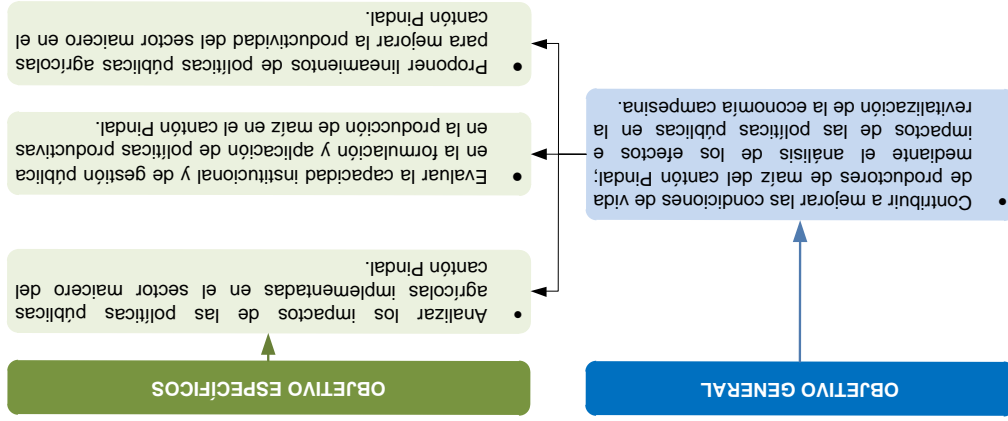 OBJETIVO GENERAL
• Contribuir a mejorar las condiciones de vida
de productores de maíz del cantón Pindal;
mediante el análisis de los efectos e
impactos de las políticas públicas en la
revitalización de la economía campesina.
OBJETIVO ESPECÍFICOS
• Analizar los impactos de las políticas públicas
agrícolas implementadas en el sector maicero del
cantón Pindal.
• Evaluar la capacidad institucional y de gestión pública
en la formulación y aplicación de políticas productivas
en la producción de maíz en el cantón Pindal.
• Proponer lineamientos de políticas públicas agrícolas
para mejorar la productividad del sector maicero en el
cantón Pindal.